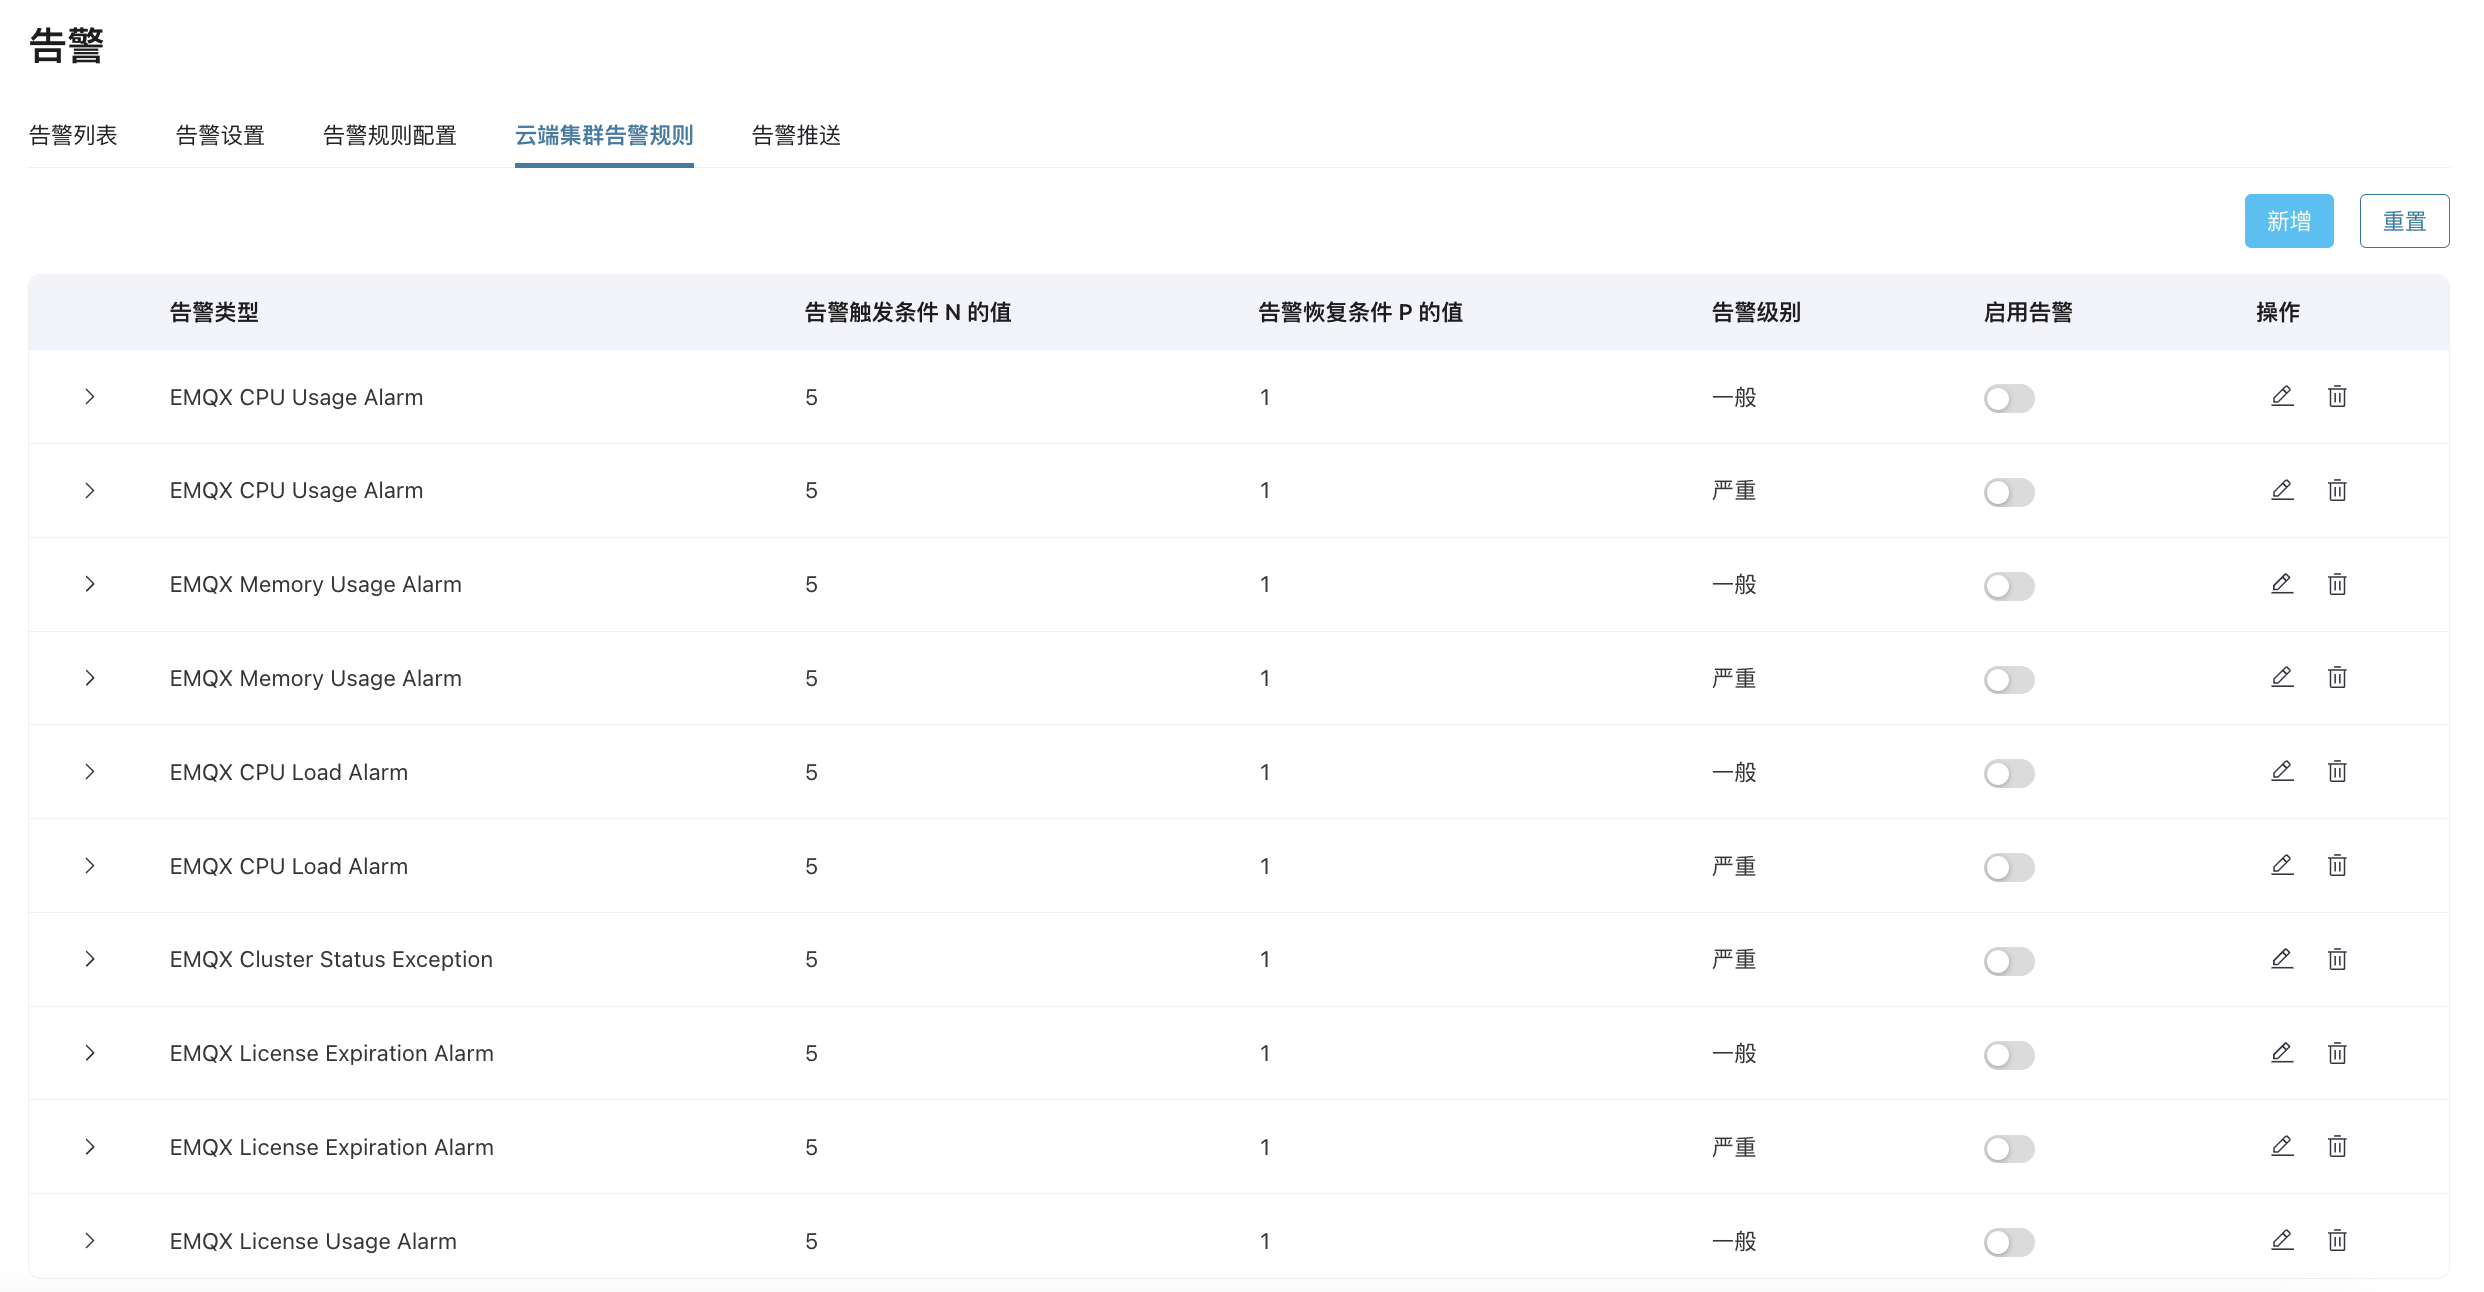 告警
告警列表 告警设置 告警规则配置 云端集群告警规则 告警推送
新增 重置
告警类型 告警触发条件 N 的值 告警恢复条件 P 的值 告警级别 启用告警 操作
EMQX CPU Usage Alarm 5 1 一般
EMQX CPU Usage Alarm 5 1 严重
EMQX Memory Usage Alarm 5 1 一般
EMQX Memory Usage Alarm 5 1 严重
EMQX CPU Load Alarm 5 1 一般
EMQX CPU Load Alarm 5 1 严重
EMQX Cluster Status Exception 5 1 严重
EMQX License Expiration Alarm 5 1 一般
EMQX License Expiration Alarm 5 1 严重
EMQX License Usage Alarm 5 1 一般